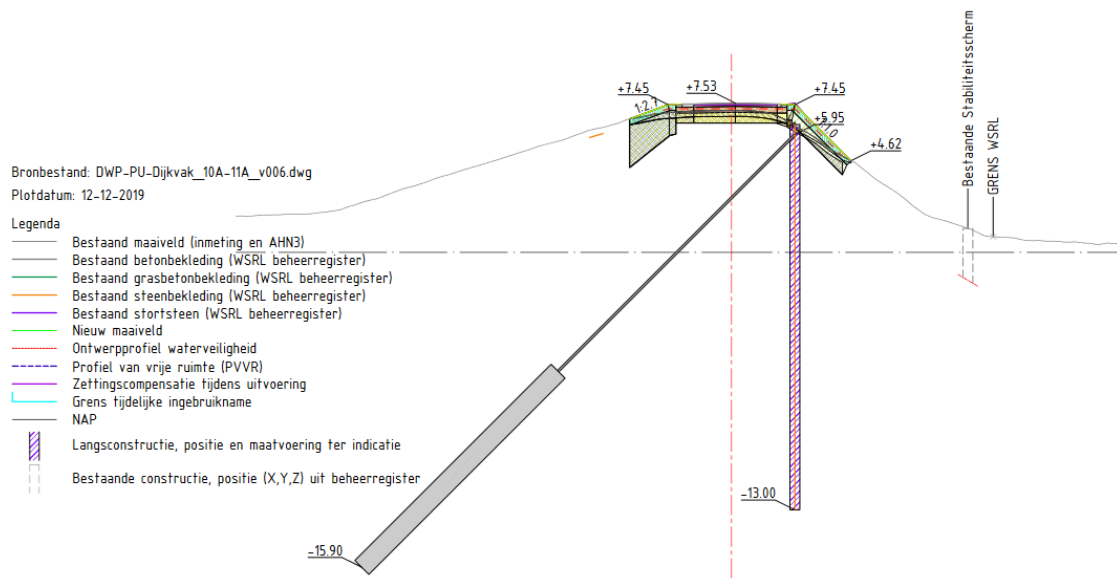 +7.45
+7.53
+7.45
1:2.7
+5.95
+4.62
Bestaande Stabiliteitsscherm
GRENS WSRL
Bronbestand: DWP-PU-Dijkvak_10A-11A_v006.dwg
Plotdatum: 12-12-2019
Legenda
Bestaand maaiveld (inmeting en AHN3)
Bestaand betonbekleding (WSRL beheerregister)
Bestaand grasbetonbekleding (WSRL beheerregister)
Bestaand steenbekleding (WSRL beheerregister)
Bestaand stortsteen (WSRL beheerregister)
Nieuw maaiveld
Ontwerpprofiel waterveiligheid
Profiel van vrije ruimte (PVVR)
Zettingscompensatie tijdens uitvoering
Grens tijdelijke ingebruikname
NAP
Langsconstructie, positie en maatvoering ter indicatie
Bestaande constructie, positie (X,Y,Z) uit beheerregister
-13.00
-15.90